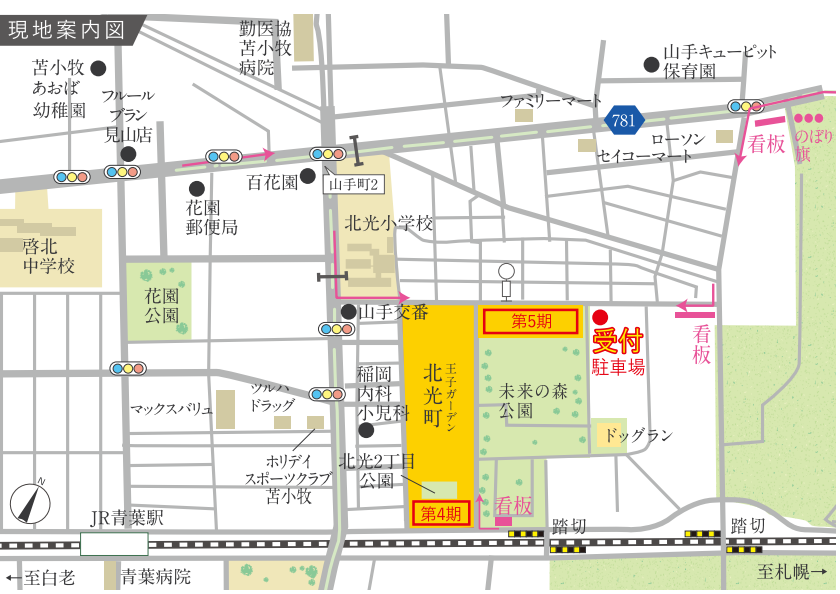 現地案内図
勤医協
苫小牧
病院
苫小牧
あおば
幼稚園
フルール
ブラン
見山店
山手キューピット
保育園
ファミリーマート
781
ローソン
セイコーマート
看板
のぼり
旗
百花園
山手町2
花園
郵便局
北光小学校
啓北
中学校
花園
公園
山手交番
第5期
受付
駐車場
看板
王子ガーデン
北光町
稲岡
内科
小児科
未来の森
公園
マックスバリュ
ツルハ
ドラッグ
ドッグラン
ホリデイ
スポーツクラブ
苫小牧
北光2丁目
公園
N
第4期
看板
JR青葉駅
踏切
踏切
←至白老
青葉病院
至札幌→